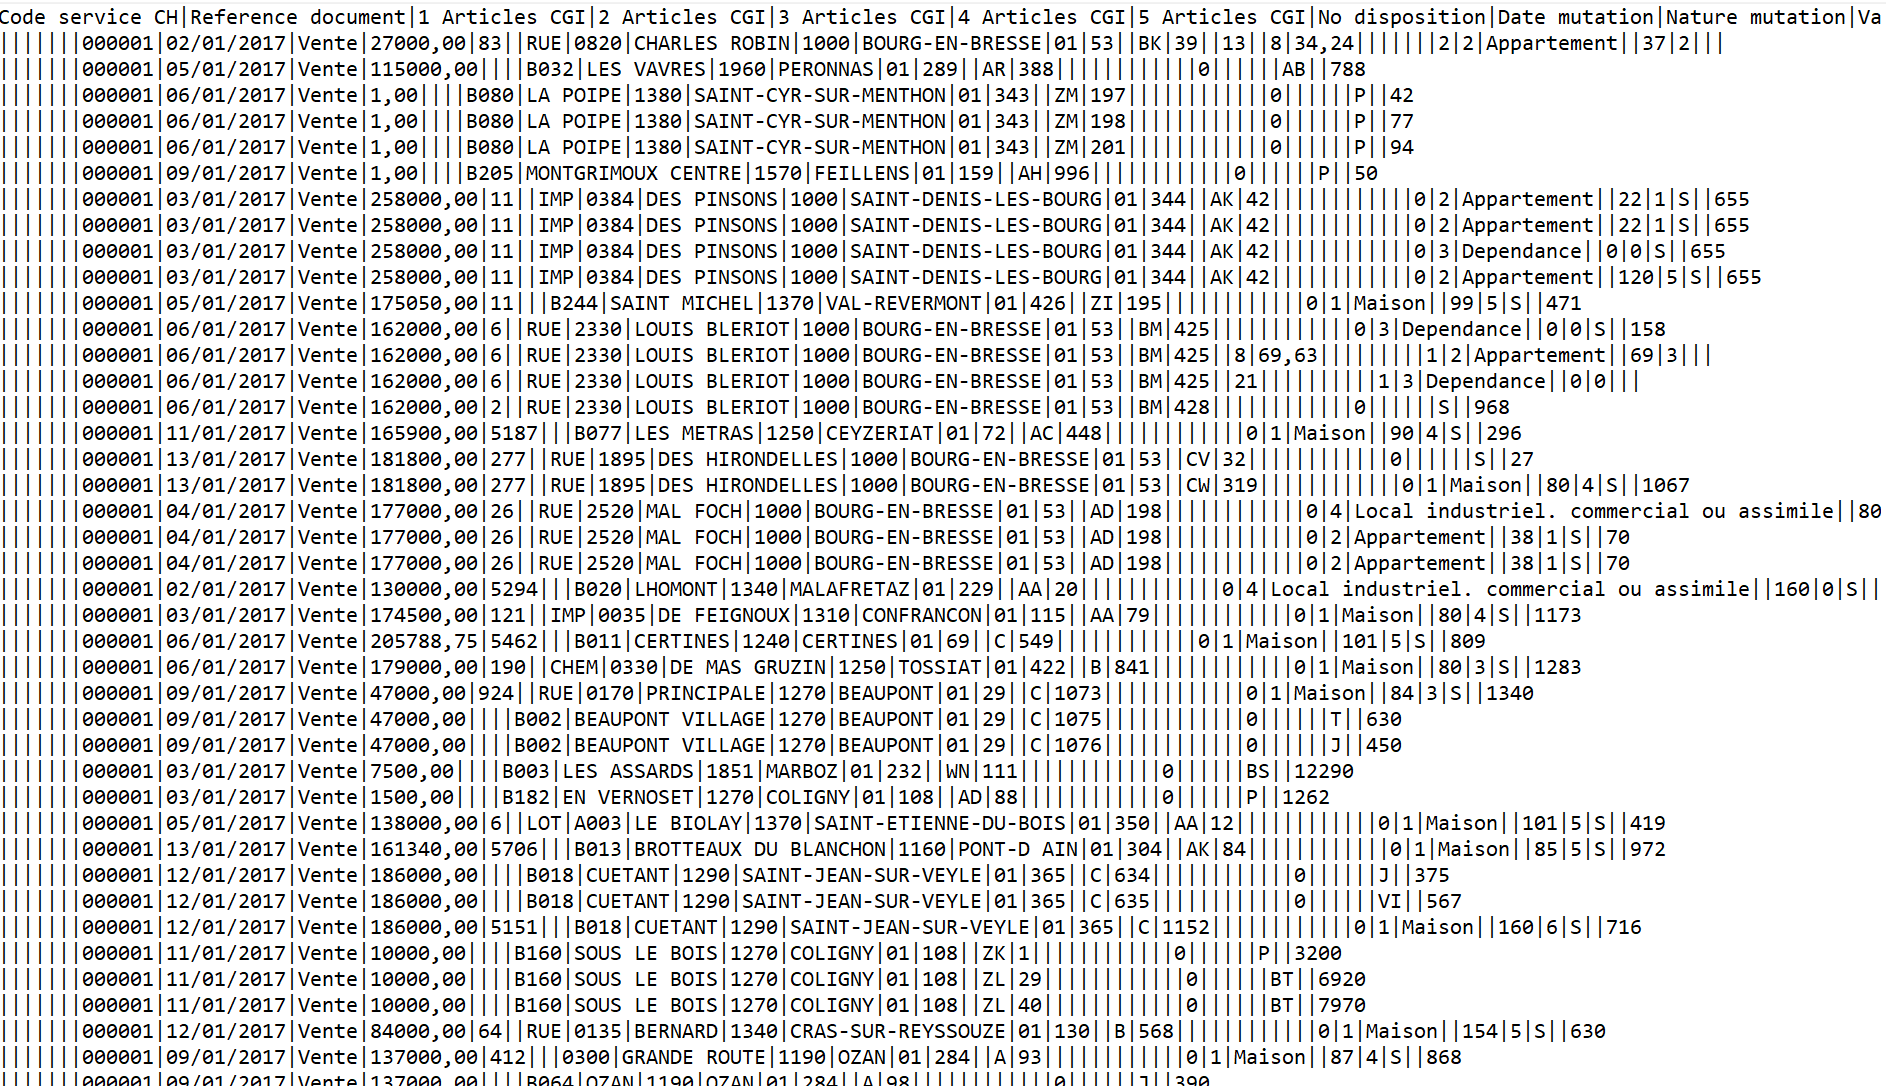 Code service CH|Reference document|1 Articles CGI|2 Articles CGI|3 Articles CGI|4 Articles CGI|5 Articles CGI|No disposition|Date mutation|Nature mutation|Va
|||||||000001|02/01/2017|Vente|27000,00|83||RUE|0820|CHARLES ROBIN|1000|BOURG-EN-BRESSE|01|53||BK|39||13||8|34,24|||||||2|2|Appartement||37|2|||
|||||||000001|05/01/2017|Vente|115000,00||||B032|LES VAVRES|1960|PERONNAS|01|289||AR|388||||||||||||0||||||AB||788
|||||||000001|06/01/2017|Vente|1,00||||B080|LA POIPE|1380|SAINT-CYR-SUR-MENTHON|01|343||ZM|197||||||||||||0||||||P||42
|||||||000001|06/01/2017|Vente|1,00||||B080|LA POIPE|1380|SAINT-CYR-SUR-MENTHON|01|343||ZM|198||||||||||||0||||||P||77
|||||||000001|06/01/2017|Vente|1,00||||B080|LA POIPE|1380|SAINT-CYR-SUR-MENTHON|01|343||ZM|201||||||||||||0||||||P||94
|||||||000001|09/01/2017|Vente|1,00||||B205|MONTGRIMOUX CENTRE|1570|FEILLENS|01|159||AH|996||||||||||||0||||||P||50
|||||||000001|03/01/2017|Vente|258000,00|11||IMP|0384|DES PINSONS|1000|SAINT-DENIS-LES-BOURG|01|344||AK|42||||||||||||0|2|Appartement||22|1|S||655
|||||||000001|03/01/2017|Vente|258000,00|11||IMP|0384|DES PINSONS|1000|SAINT-DENIS-LES-BOURG|01|344||AK|42||||||||||||0|2|Appartement||22|1|S||655
|||||||000001|03/01/2017|Vente|258000,00|11||IMP|0384|DES PINSONS|1000|SAINT-DENIS-LES-BOURG|01|344||AK|42||||||||||||0|3|Dependance||0|0|S||655
|||||||000001|03/01/2017|Vente|258000,00|11||IMP|0384|DES PINSONS|1000|SAINT-DENIS-LES-BOURG|01|344||AK|42||||||||||||0|2|Appartement||120|5|S||655
|||||||000001|05/01/2017|Vente|175050,00|11|||B244|SAINT MICHEL|1370|VAL-REVERMONT|01|426||ZI|195||||||||||||0|1|Maison||99|5|S||471
|||||||000001|06/01/2017|Vente|162000,00|6||RUE|2330|LOUIS BLERIOT|1000|BOURG-EN-BRESSE|01|53||BM|425||||||||||||0|3|Dependance||0|0|S||158
|||||||000001|06/01/2017|Vente|162000,00|6||RUE|2330|LOUIS BLERIOT|1000|BOURG-EN-BRESSE|01|53||BM|425||8|69,63|||||||||1|2|Appartement||69|3|||
|||||||000001|06/01/2017|Vente|162000,00|6||RUE|2330|LOUIS BLERIOT|1000|BOURG-EN-BRESSE|01|53||BM|425||21||||||||||1|3|Dependance||0|0|||
|||||||000001|06/01/2017|Vente|162000,00|2||RUE|2330|LOUIS BLERIOT|1000|BOURG-EN-BRESSE|01|53||BM|428||||||||||||0||||||S||968
|||||||000001|11/01/2017|Vente|165900,00|5187|||B077|LES METRAS|1250|CEYZERIAT|01|72||AC|448||||||||||||0|1|Maison||90|4|S||296
|||||||000001|13/01/2017|Vente|181800,00|277||RUE|1895|DES HIRONDELLES|1000|BOURG-EN-BRESSE|01|53||CV|32||||||||||||0||||||S||27
|||||||000001|13/01/2017|Vente|181800,00|277||RUE|1895|DES HIRONDELLES|1000|BOURG-EN-BRESSE|01|53||CW|319||||||||||||0|1|Maison||80|4|S||1067
|||||||000001|04/01/2017|Vente|177000,00|26||RUE|2520|MAL FOCH|1000|BOURG-EN-BRESSE|01|53||AD|198||||||||||||0|4|Local industriel. commercial ou assimile||80
|||||||000001|04/01/2017|Vente|177000,00|26||RUE|2520|MAL FOCH|1000|BOURG-EN-BRESSE|01|53||AD|198||||||||||||0|2|Appartement||38|1|S||70
|||||||000001|04/01/2017|Vente|177000,00|26||RUE|2520|MAL FOCH|1000|BOURG-EN-BRESSE|01|53||AD|198||||||||||||0|2|Appartement||38|1|S||70
|||||||000001|02/01/2017|Vente|130000,00|5294|||B020|LHOMONT|1340|MALAFRETAZ|01|229||AA|20||||||||||||0|4|Local industriel. commercial ou assimile||160|0|S||
|||||||000001|03/01/2017|Vente|174500,00|121||IMP|0035|DE FEIGNOUX|1310|CONFRANCON|01|115||AA|79||||||||||||0|1|Maison||80|4|S||1173
|||||||000001|06/01/2017|Vente|205788,75|5462|||B011|CERTINES|1240|CERTINES|01|69||C|549||||||||||||0|1|Maison||101|5|S||809
|||||||000001|06/01/2017|Vente|179000,00|190||CHEM|0330|DE MAS GRUZIN|1250|TOSSIAT|01|422||B|841||||||||||||0|1|Maison||80|3|S||1283
|||||||000001|09/01/2017|Vente|47000,00|924||RUE|0170|PRINCIPALE|1270|BEAUPONT|01|29||C|1073||||||||||||0|1|Maison||84|3|S||1340
|||||||000001|09/01/2017|Vente|47000,00||||B002|BEAUPONT VILLAGE|1270|BEAUPONT|01|29||C|1075||||||||||||0||||||T||630
|||||||000001|09/01/2017|Vente|47000,00||||B002|BEAUPONT VILLAGE|1270|BEAUPONT|01|29||C|1076||||||||||||0||||||J||450
|||||||000001|03/01/2017|Vente|7500,00||||B003|LES ASSARDS|1851|MARBOZ|01|232||WN|111||||||||||||0||||||BS||12290
|||||||000001|03/01/2017|Vente|1500,00||||B182|EN VERNOSET|1270|COLIGNY|01|108||AD|88||||||||||||0||||||P||1262
|||||||000001|05/01/2017|Vente|138000,00|6||LOT|A003|LE BIOLAY|1370|SAINT-ETIENNE-DU-BOIS|01|350||AA|12||||||||||||0|1|Maison||101|5|S||419
|||||||000001|13/01/2017|Vente|161340,00|5706|||B013|BROTTEAUX DU BLANCHON|1160|PONT-D AIN|01|304||AK|84||||||||||||0|1|Maison||85|5|S||972
|||||||000001|12/01/2017|Vente|186000,00||||B018|CUETANT|1290|SAINT-JEAN-SUR-VEYLE|01|365||C|634||||||||||||0||||||J||375
|||||||000001|12/01/2017|Vente|186000,00||||B018|CUETANT|1290|SAINT-JEAN-SUR-VEYLE|01|365||C|635||||||||||||0||||||VI||567
|||||||000001|12/01/2017|Vente|186000,00|5151|||B018|CUETANT|1290|SAINT-JEAN-SUR-VEYLE|01|365||C|1152||||||||||||0|1|Maison||160|6|S||716
|||||||000001|11/01/2017|Vente|10000,00||||B160|SOUS LE BOIS|1270|COLIGNY|01|108||ZK|1||||||||||||0||||||P||3200
|||||||000001|11/01/2017|Vente|10000,00||||B160|SOUS LE BOIS|1270|COLIGNY|01|108||ZL|29||||||||||||0||||||BT||6920
|||||||000001|11/01/2017|Vente|10000,00||||B160|SOUS LE BOIS|1270|COLIGNY|01|108||ZL|40||||||||||||0||||||BT||7970
|||||||000001|12/01/2017|Vente|84000,00|64||RUE|0135|BERNARD|1340|CRAS-SUR-REYSSOUZE|01|130||B|568||||||||||||0|1|Maison||154|5|S||630
|||||||000001|09/01/2017|Vente|137000,00|412|||0300|GRANDE ROUTE|1190|OZAN|01|284||A|93||||||||||||0|1|Maison||87|4|S||868
|||||||000001|09/01/2017|Vente|137000,00||||B064|OZAN|1190|OZAN|01|284||A|98||||||||||||0||||||J||390